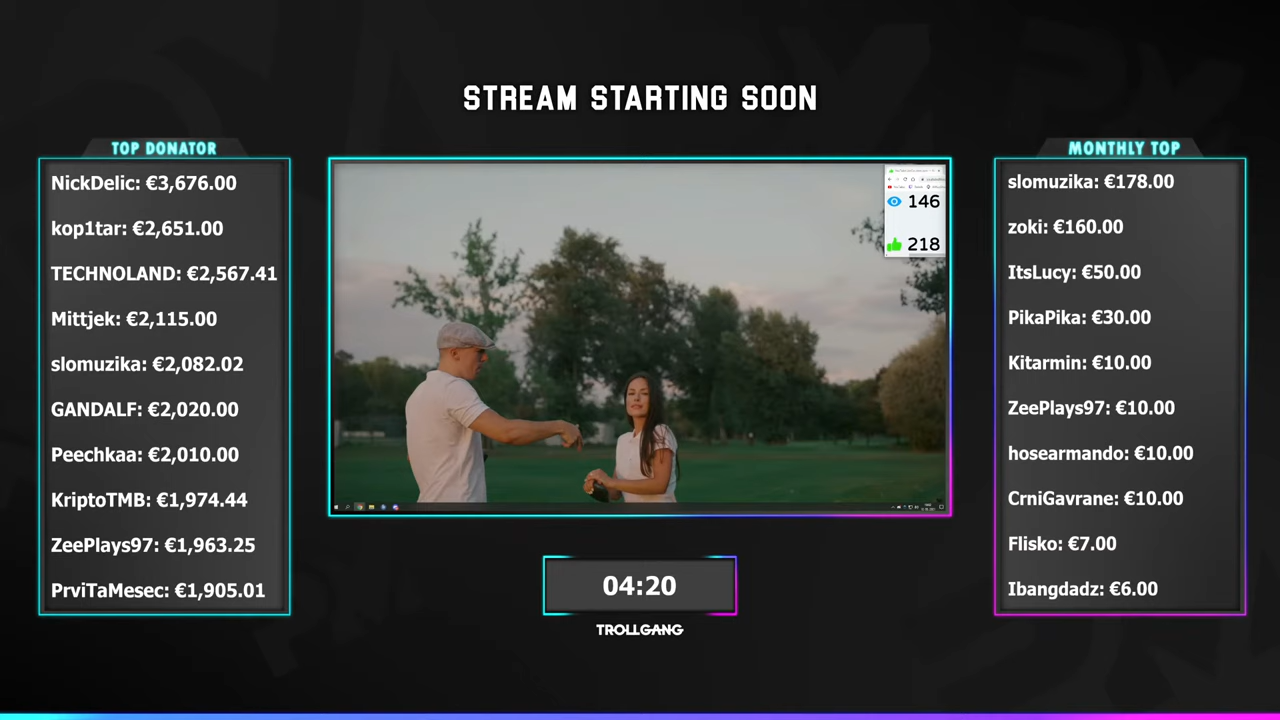 STREAM STARTING SOON
TOP DONATOR
NickDelic: €3,676.00
kop1tar: €2,651.00
TECHNOLAND: €2,567.41
Mittjek: €2,115.00
slomuzika: €2,082.02
GANDALF: €2,020.00
Peechkaa: €2,010.00
KriptoTMB: €1,974.44
ZeePlays97: €1,963.25
PrviTaMesec: €1,905.01
146
218
04:20
TROLLGANG
MONTHLY TOP
slomuzika: €178.00
zoki: €160.00
ItsLucy: €50.00
PikaPika: €30.00
Kitarmin: €10.00
ZeePlays97: €10.00
hosearmando: €10.00
CrniGavrane: €10.00
Flisko: €7.00
Ibangdadz: €6.00